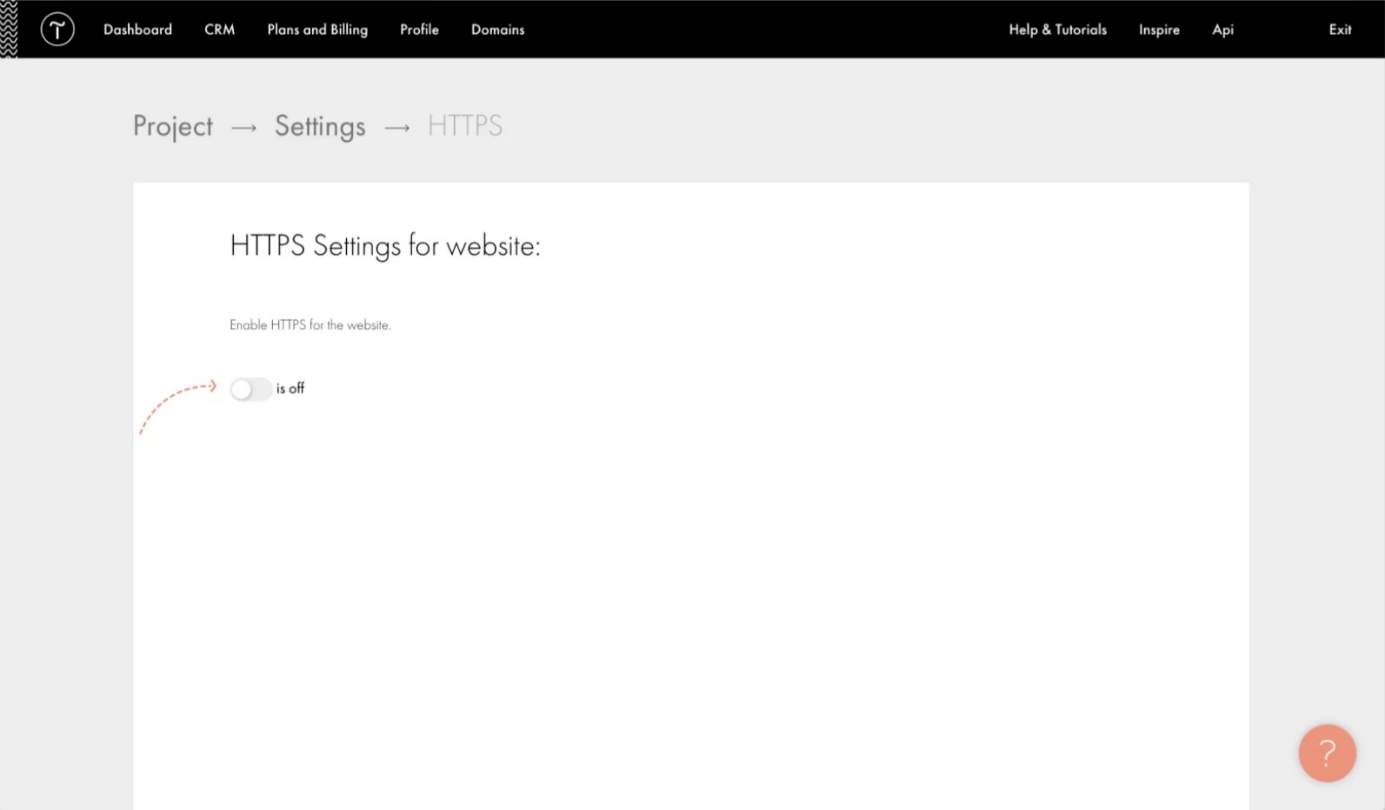 T Dashboard CRM Plans and Billing Profile Domains Help & Tutorials Inspire Api Exit
Project → Settings → HTTPS
HTTPS Settings for website:
Enable HTTPS for the website.
is off
?